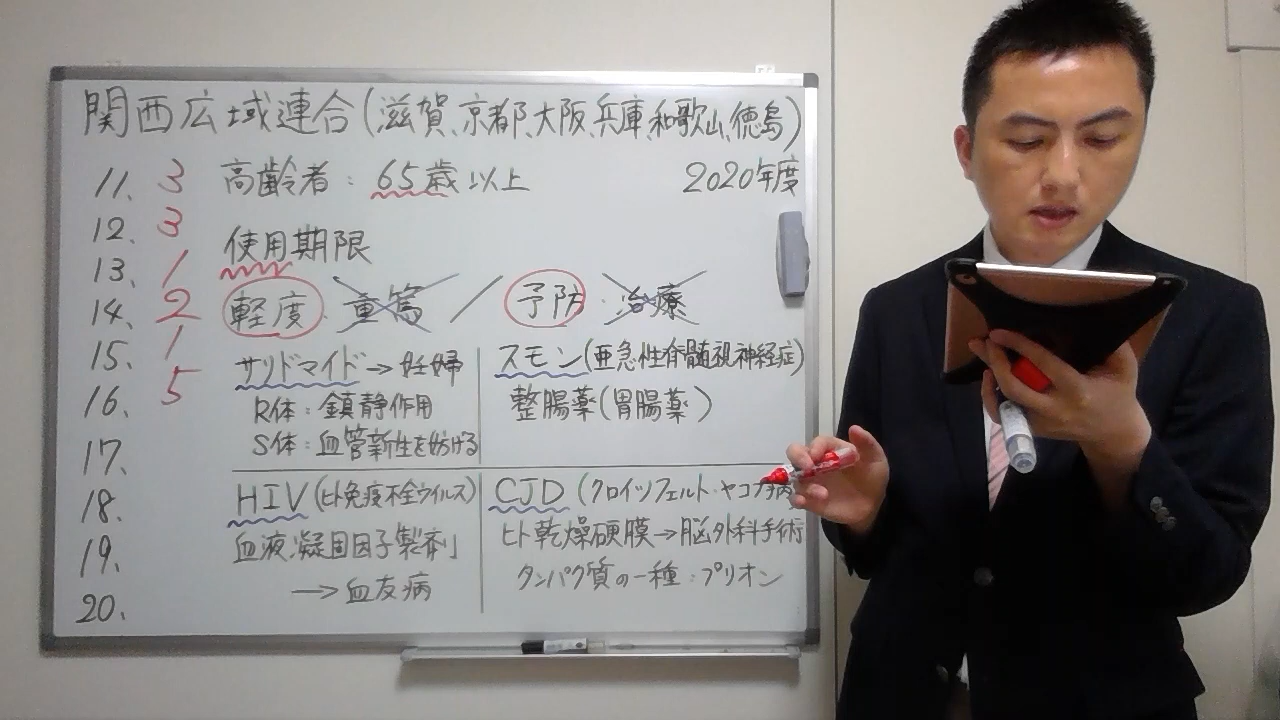 関西広域連合(滋賀、京都、大阪、兵庫、和歌山、徳島)
2020年度
11. 3
12. 3
13. 1
14. 2
15. 1
16. 5
17.
18.
19.
20.
高齢者：65歳以上
使用期限
軽度・重篤／予防・治療
サリドマイド→妊婦
R体：鎮静作用
S体：血管新生を妨げる
スモン(亜急性脊髄視神経症)
整腸薬(胃腸薬)
HIV(ヒト免疫不全ウイルス)
血液凝固因子製剤
→血友病
CJD(クロイツフェルト・ヤコブ病
ヒト乾燥硬膜→脳外科手術
タンパク質の一種：プリオン